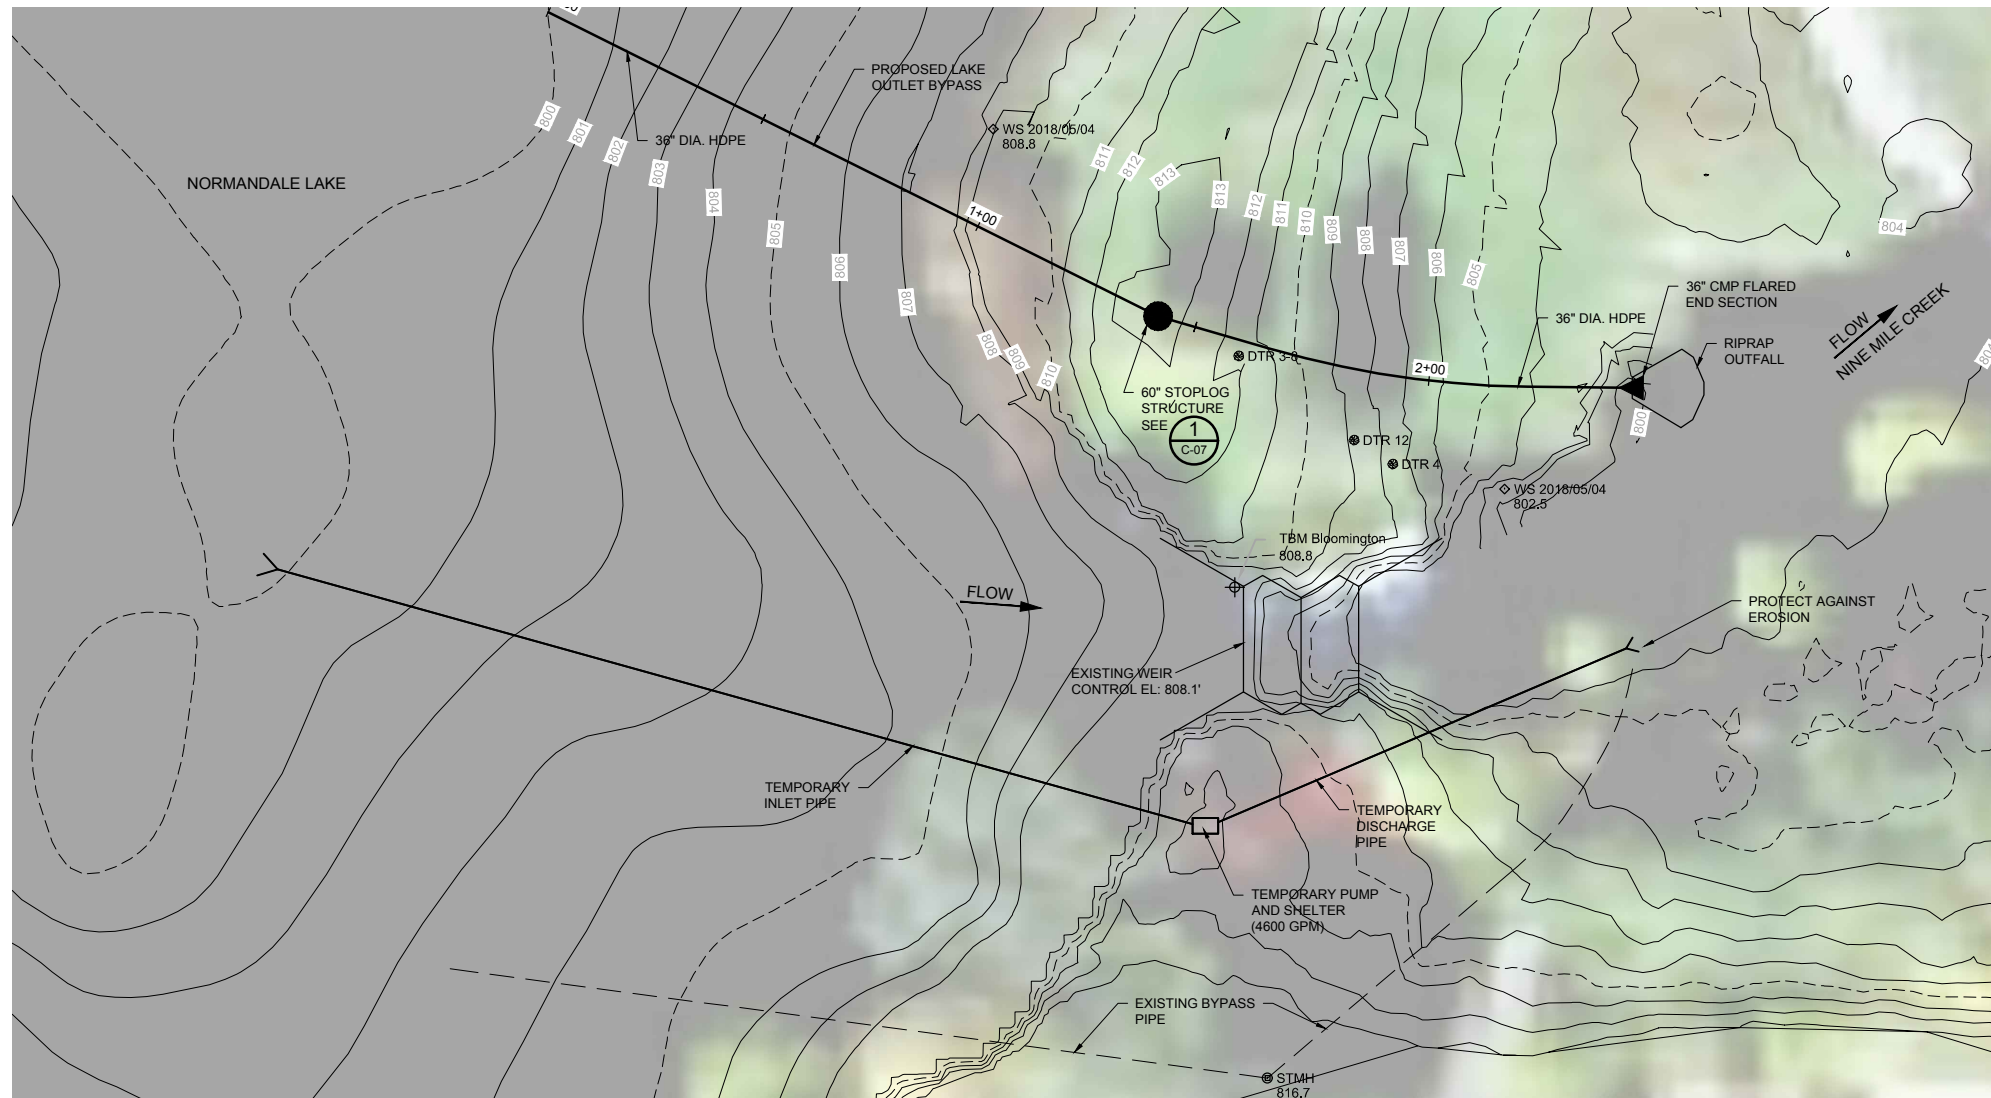 PROPOSED LAKE
OUTLET BYPASS
36" DIA. HDPE
NORMANDALE LAKE
WS 2018/05/04
808.8
800
801
802
803
804
805
806
807
808
809
810
811
812
813
813
812
811
810
809
808
807
806
805
804
1+00
36" CMP FLARED
END SECTION
36" DIA. HDPE
FLOW
NINE MILE CREEK
RIPRAP
OUTFALL
804
2+00
800
DTR 3-8
60" STOPLOG
STRUCTURE
SEE
1
C-07
DTR 12
DTR 4
WS 2018/05/04
802.5
TBM Bloomington
808.8
FLOW
PROTECT AGAINST
EROSION
EXISTING WEIR
CONTROL EL: 808.1'
TEMPORARY
INLET PIPE
TEMPORARY
DISCHARGE
PIPE
TEMPORARY PUMP
AND SHELTER
(4600 GPM)
EXISTING BYPASS
PIPE
STMH
816.7